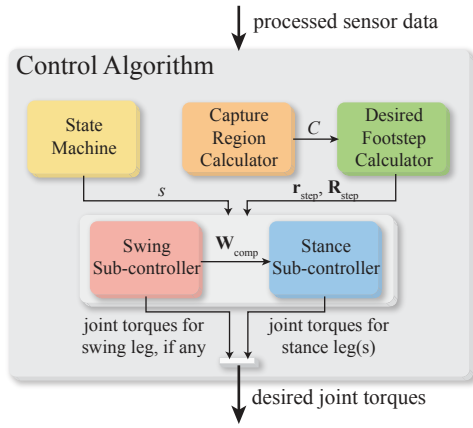 processed sensor data
Control Algorithm
State
Machine
Capture
Region
Calculator
C
Desired
Footstep
Calculator
s
r_step, R_step
Swing
Sub-controller
W_comp
Stance
Sub-controller
joint torques for
swing leg, if any
joint torques for
stance leg(s)
desired joint torques